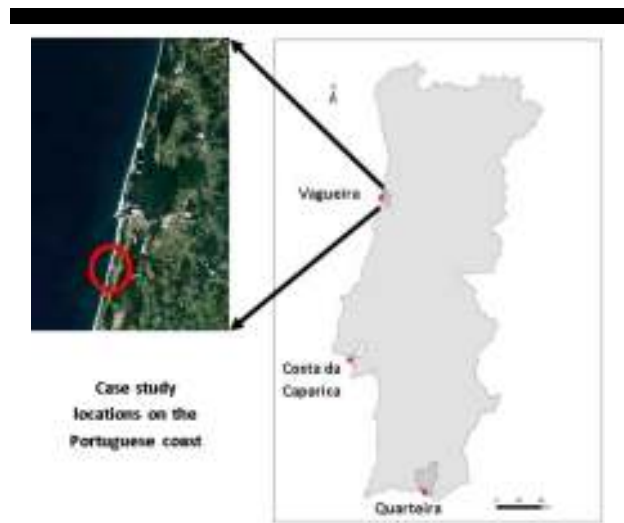 Vagueira
Costa da
Caparica
Quarteira
Case study
locations on the
Portuguese coast